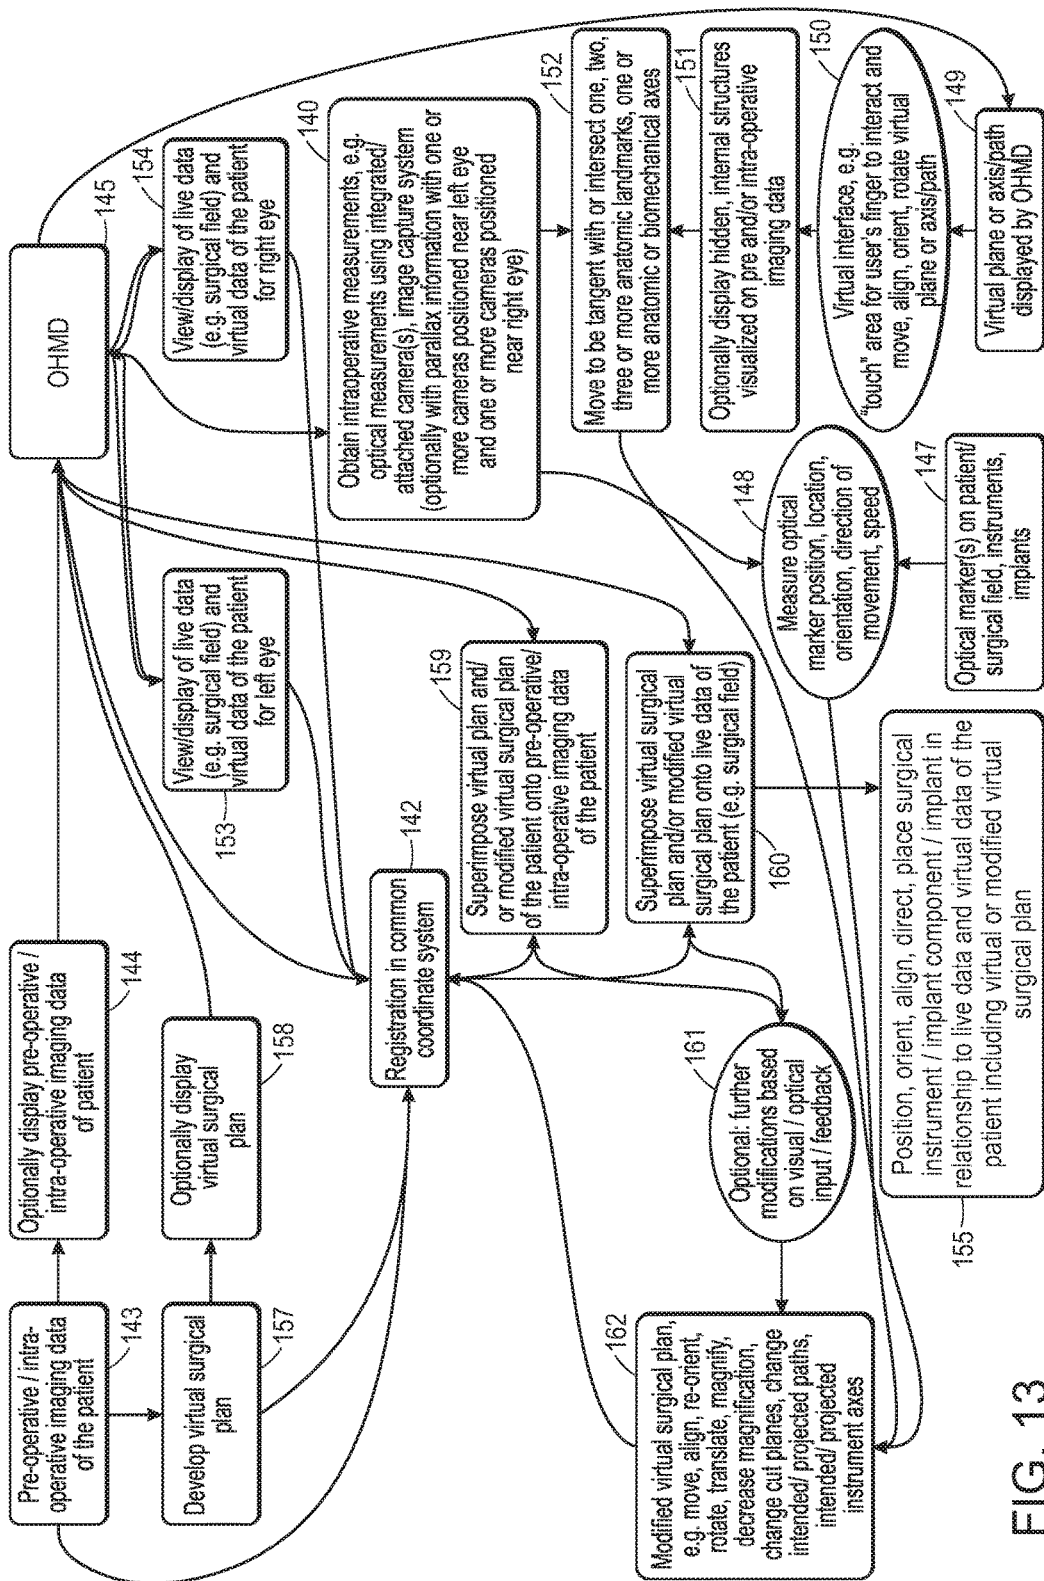 Pre-operative / intra-
operative imaging data
of the patient
143
Optionally display pre-operative /
intra-operative imaging data
of patient
144
OHMD
145
Develop virtual surgical
plan
157
Optionally display
virtual surgical
plan
158
View/display of live data
(e.g. surgical field) and
virtual data of the patient
for left eye
153
View/display of live data
(e.g. surgical field) and
virtual data of the patient
for right eye
154
Registration in common
coordinate system
142
Obtain intraoperative measurements, e.g.
optical measurements using integrated/
attached camera(s), image capture system
(optionally with parallax information with one or
more cameras positioned near left eye
and one or more cameras positioned
near right eye)
140
Superimpose virtual plan and/
or modified virtual surgical plan
of the patient onto pre-operative/
intra-operative imaging data
of the patient
159
Superimpose virtual surgical
plan and/or modified virtual
surgical plan onto live data of
the patient (e.g. surgical field)
160
Move to be tangent with or intersect one, two,
three or more anatomic landmarks, one or
more anatomic or biomechanical axes
152
Optionally display hidden, internal structures
visualized on pre and/or intra-operative
imaging data
151
Virtual interface, e.g.
"touch" area for user's finger to interact and
move, align, orient, rotate virtual
plane or axis/path
150
Virtual plane or axis/path
displayed by OHMD
149
Measure optical
marker position, location,
orientation, direction of
movement, speed
148
Optical marker(s) on patient/
surgical field, instruments,
implants
147
Optional: further
modifications based
on visual / optical
input / feedback
161
Modified virtual surgical plan,
e.g. move, align, re-orient,
rotate, translate, magnify,
decrease magnification,
change cut planes, change
intended/ projected paths,
intended/ projected
instrument axes
162
Position, orient, align, direct, place surgical
instrument / implant component / implant in
relationship to live data and virtual data of the
patient including virtual or modified virtual
surgical plan
155
FIG. 13